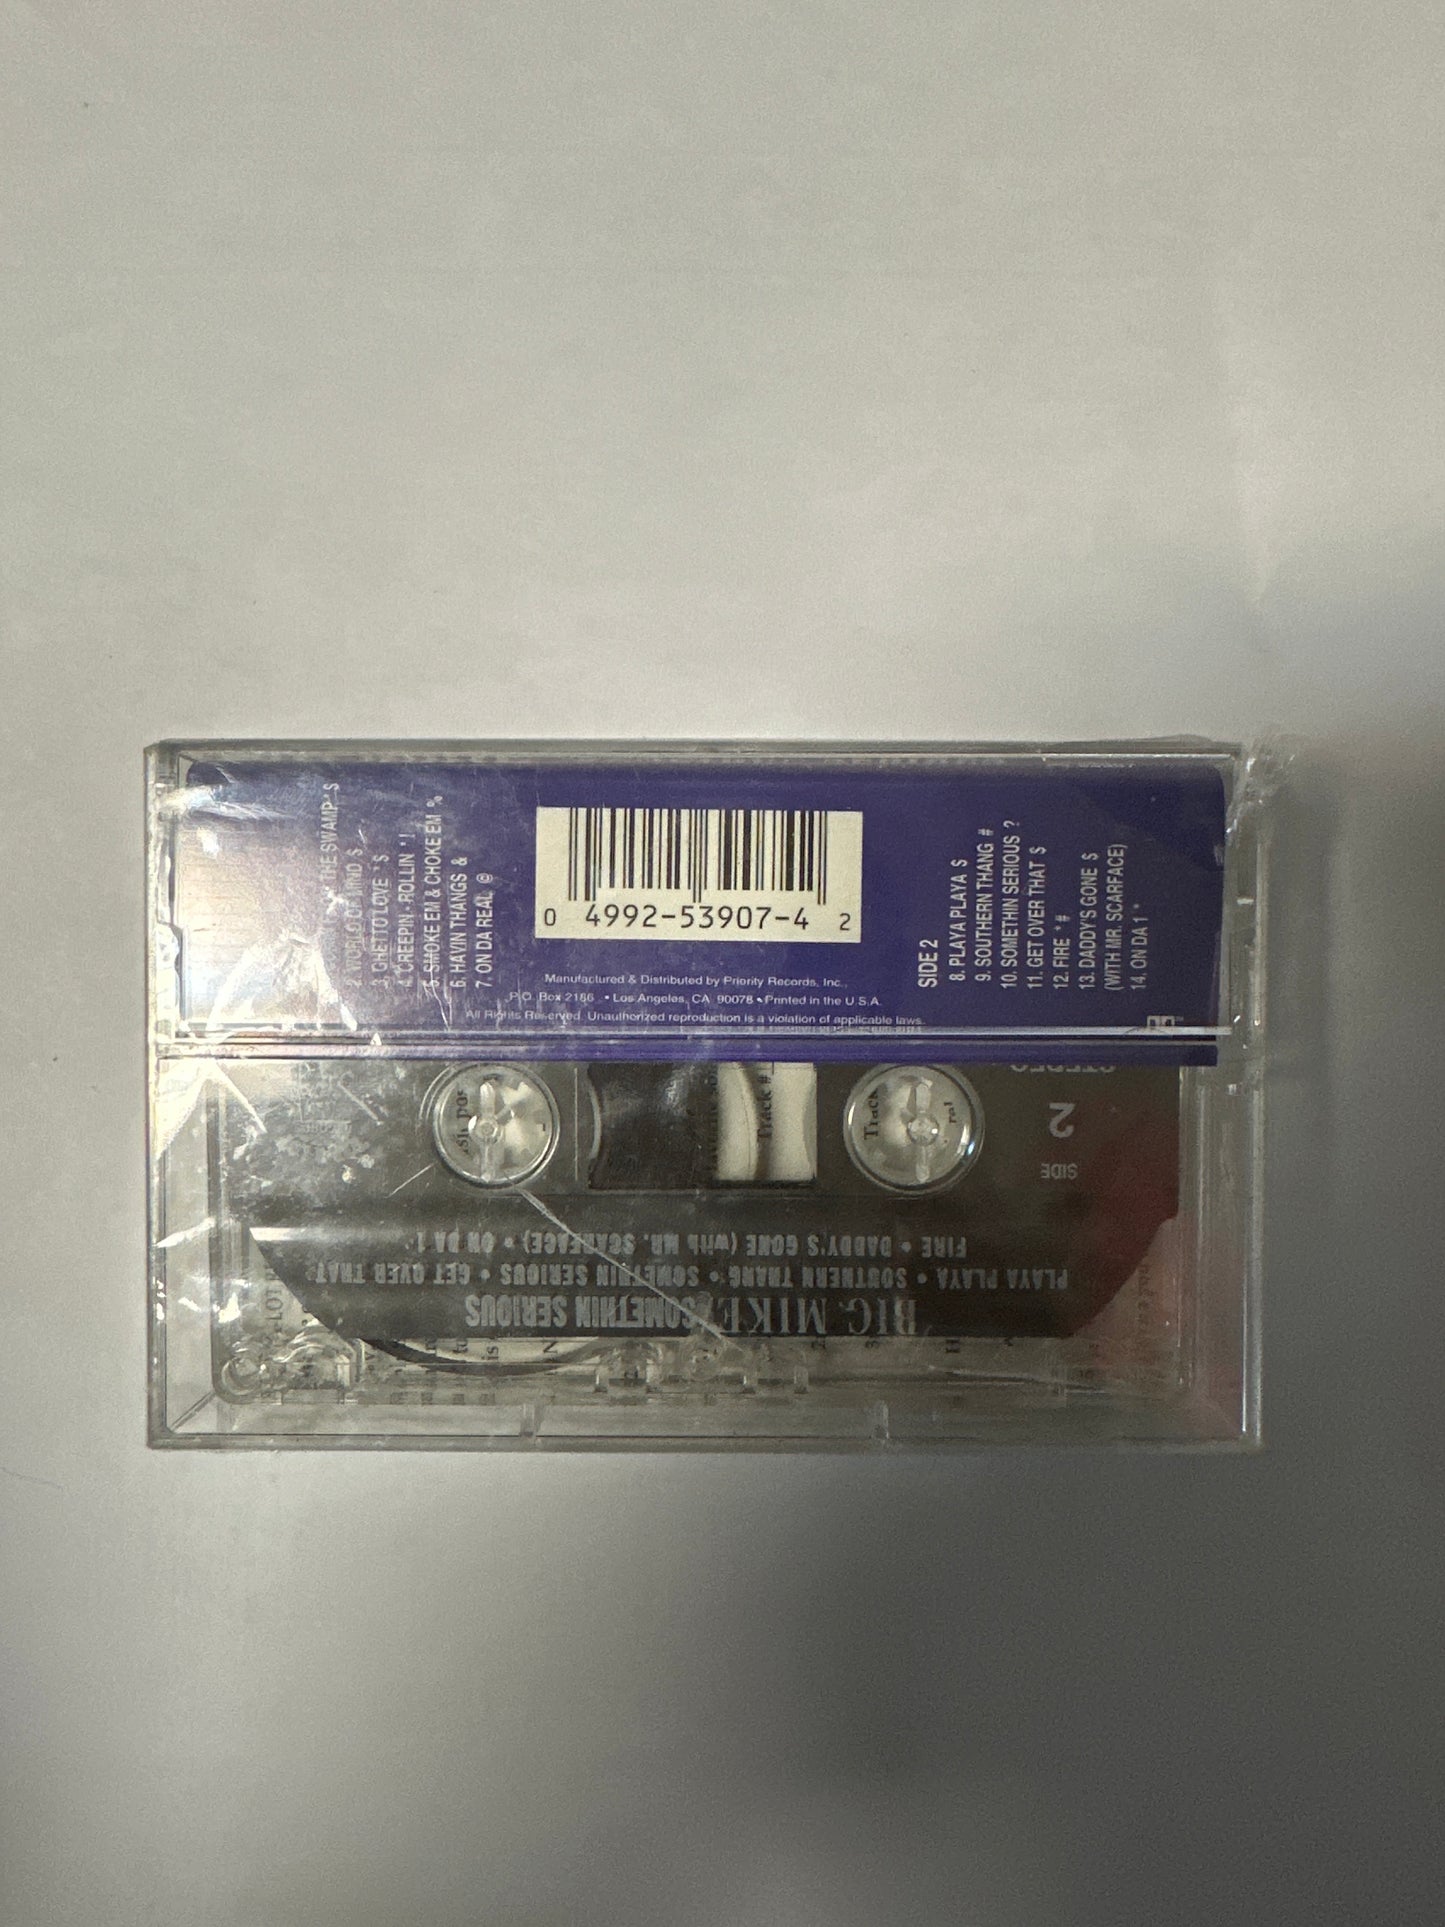 THE SWAMP * $
2. WORLD OF MIND $
3. GHETTO LOVE * $
4. CREEPIN - ROLLIN * !
5. SMOKE EM & CHOKE EM %
6. HAVIN THANGS &
7. ON DA REAL @
0 4992-53907-4 2
Manufactured & Distributed by Priority Records, Inc.,
P.O. Box 2186 • Los Angeles, CA 90078 • Printed in the U.S.A.
All Rights Reserved. Unauthorized reproduction is a violation of applicable laws.
SIDE 2
8. PLAYA PLAYA $
9. SOUTHERN THANG #
10. SOMETHIN SERIOUS ?
11. GET OVER THAT $
12. FIRE * #
13. DADDY'S GONE $
(WITH MR. SCARFACE)
14. ON DA 1 *
STEREO
SIDE
2
Track #
Track
BIG MIKE/SOMETHIN SERIOUS
PLAYA PLAYA • SOUTHERN THANG • SOMETHIN SERIOUS • GET OVER THAT
FIRE • DADDY'S GONE (with MR. SCARFACE) • ON DA 1